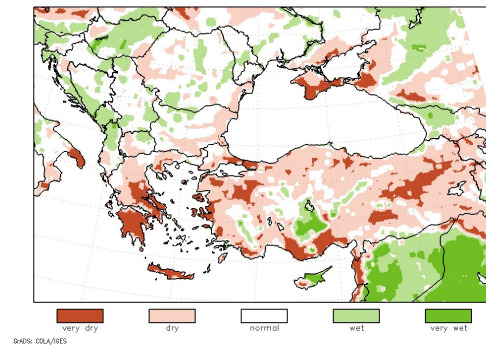 very dry
dry
normal
wet
very wet
GrADS: COLA/IGES